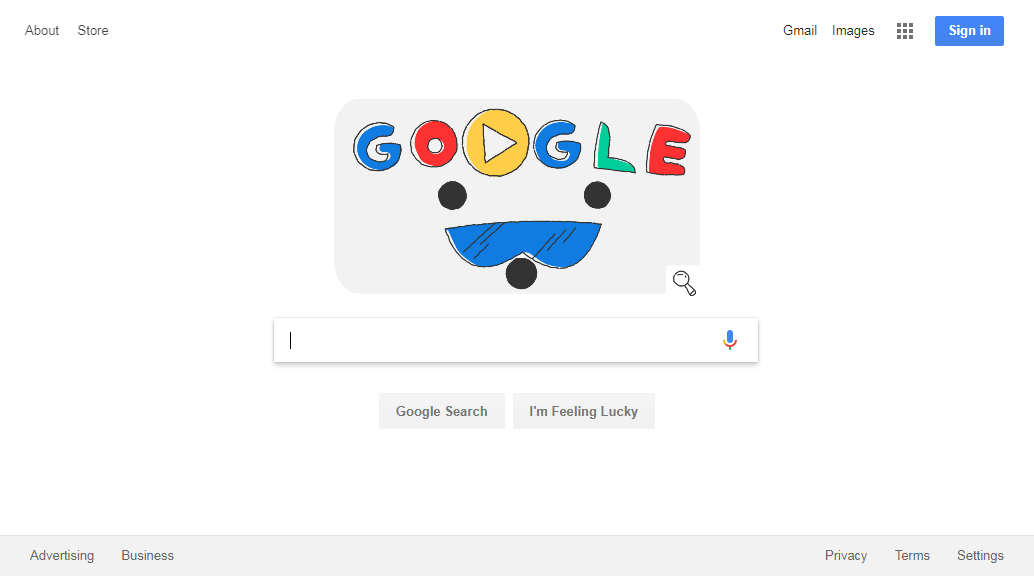 About Store Gmail Images Sign in
GOOGLE
Google Search I'm Feeling Lucky
Advertising Business Privacy Terms Settings